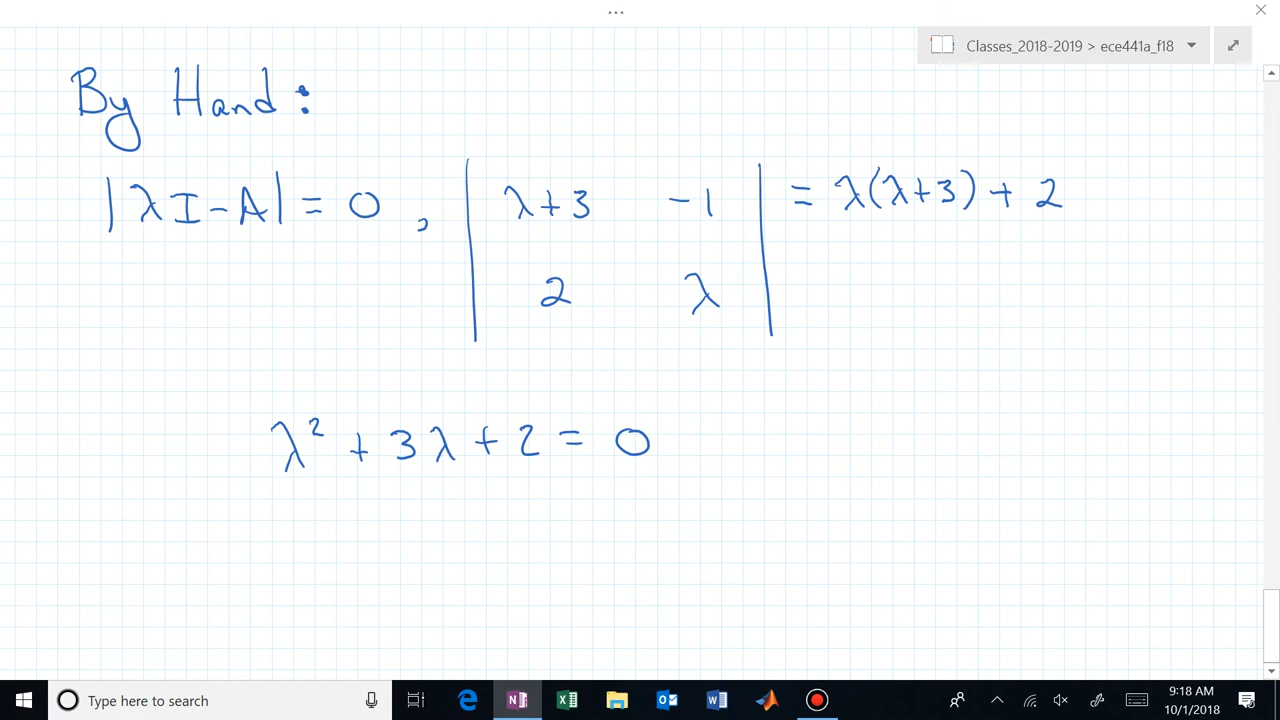 Classes_2018-2019 > ece441a_f18
By Hand:
|λI-A| = 0, | λ+3 -1 | = λ(λ+3) + 2
2 λ
λ² + 3λ + 2 = 0
Type here to search
9:18 AM
10/1/2018